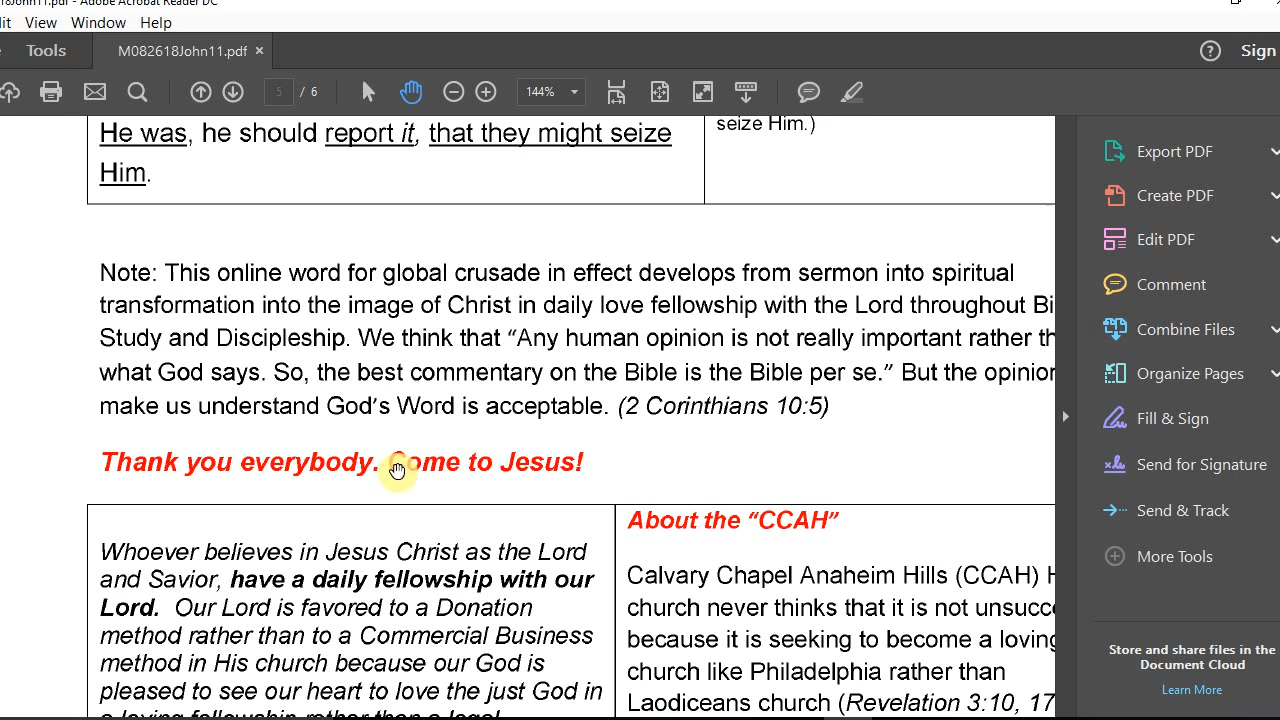 18John11.pdf - Adobe Acrobat Reader DC
it View Window Help
Tools M082618John11.pdf × ? Sign
5 / 6 144%
He was, he should report it, that they might seize
Him.
seize Him.)
Note: This online word for global crusade in effect develops from sermon into spiritual
transformation into the image of Christ in daily love fellowship with the Lord throughout Bi
Study and Discipleship. We think that “Any human opinion is not really important rather th
what God says. So, the best commentary on the Bible is the Bible per se.” But the opinion
make us understand God’s Word is acceptable. (2 Corinthians 10:5)
Thank you everybody. Come to Jesus!
Whoever believes in Jesus Christ as the Lord
and Savior, have a daily fellowship with our
Lord. Our Lord is favored to a Donation
method rather than to a Commercial Business
method in His church because our God is
pleased to see our heart to love the just God in
a loving fellowship rather than a legal
About the “CCAH”
Calvary Chapel Anaheim Hills (CCAH) H
church never thinks that it is not unsucc
because it is seeking to become a loving
church like Philadelphia rather than
Laodiceans church (Revelation 3:10, 17
Export PDF
Create PDF
Edit PDF
Comment
Combine Files
Organize Pages
Fill & Sign
Send for Signature
Send & Track
More Tools
Store and share files in the
Document Cloud
Learn More